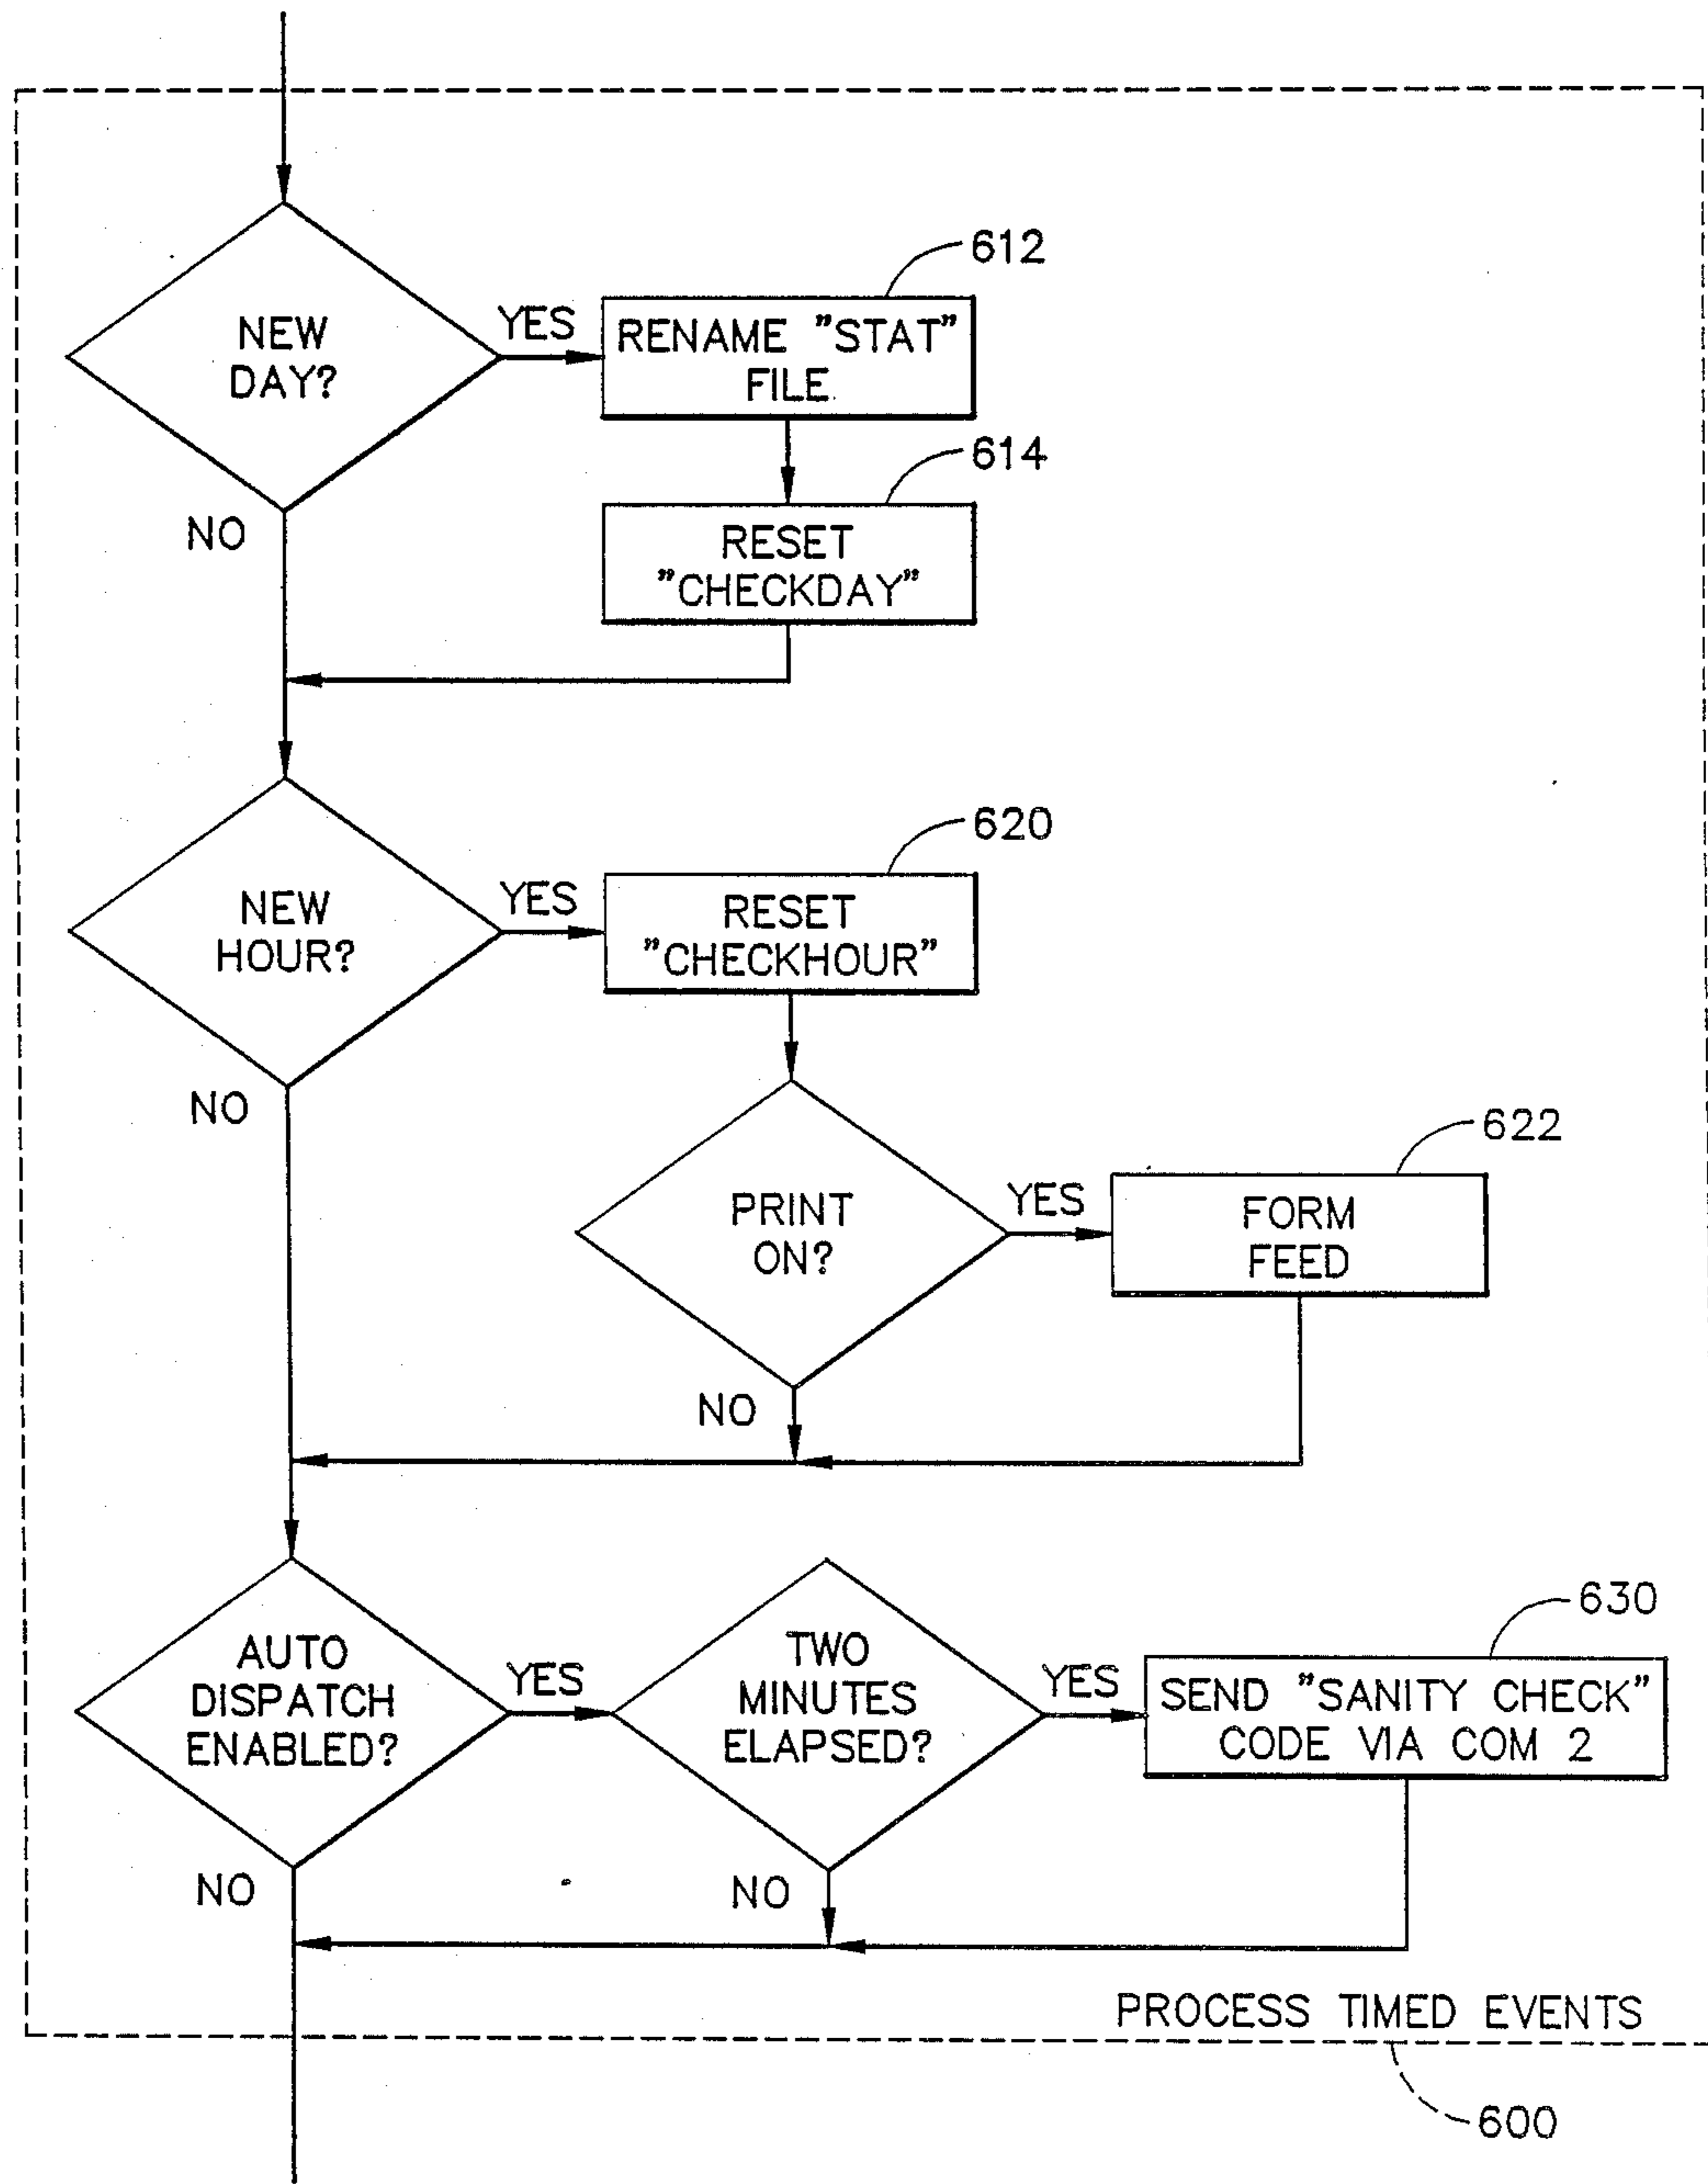 612
NEW
DAY?
YES
RENAME "STAT"
FILE
614
NO
RESET
"CHECKDAY"
620
NEW
HOUR?
YES
RESET
"CHECKHOUR"
NO
622
PRINT
ON?
YES
FORM
FEED
NO
630
AUTO
DISPATCH
ENABLED?
YES
TWO
MINUTES
ELAPSED?
YES
SEND "SANITY CHECK"
CODE VIA COM 2
NO
NO
PROCESS TIMED EVENTS
600